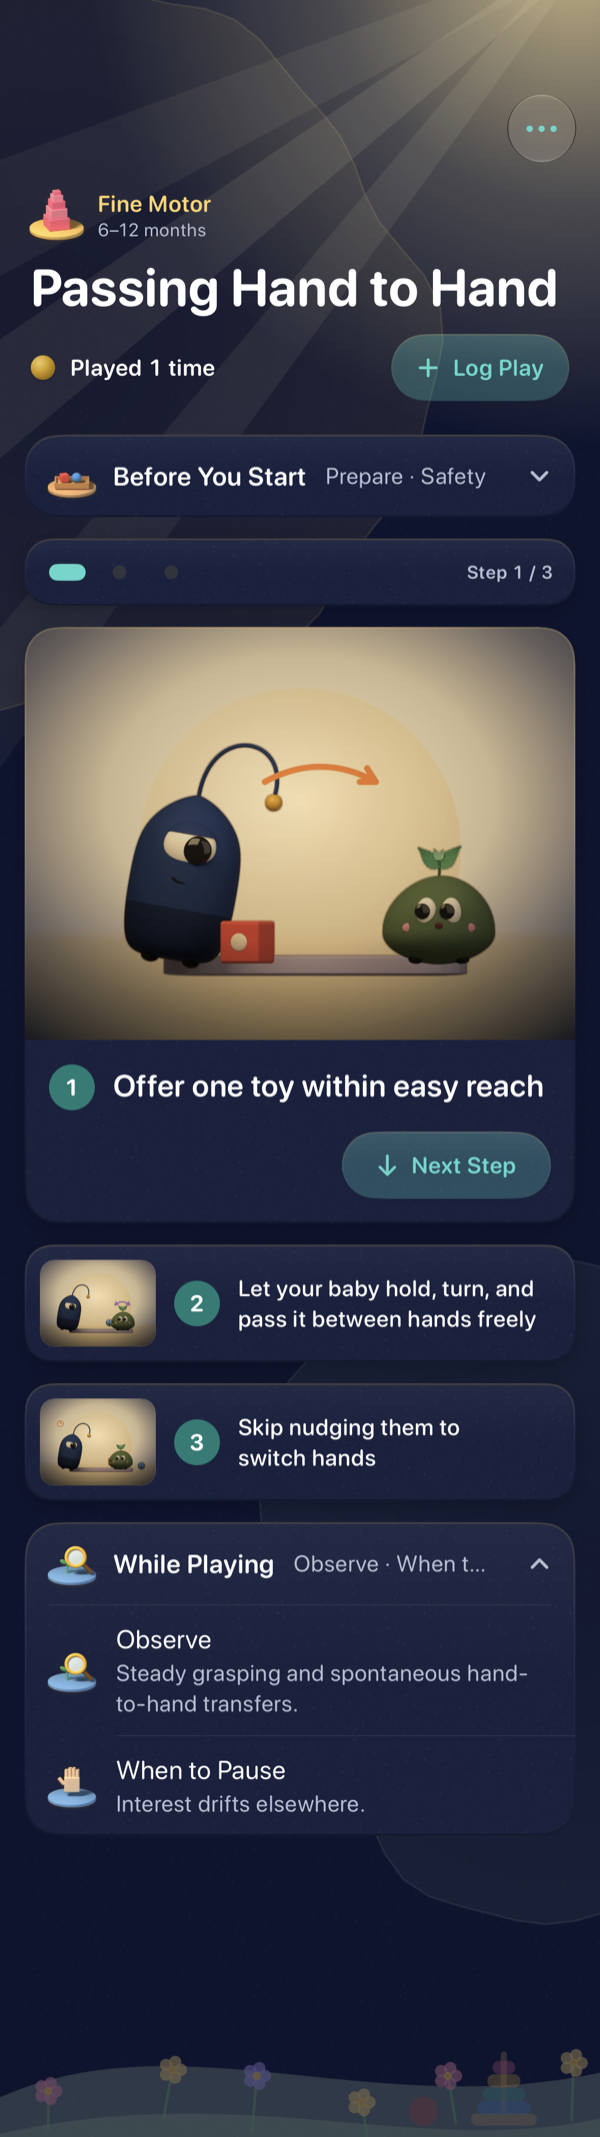 Fine Motor
6–12 months
Passing Hand to Hand
Played 1 time
+ Log Play
Before You Start Prepare · Safety
Step 1 / 3
1 Offer one toy within easy reach
↓ Next Step
2 Let your baby hold, turn, and
pass it between hands freely
3 Skip nudging them to
switch hands
While Playing Observe · When t...
Observe
Steady grasping and spontaneous hand-
to-hand transfers.
When to Pause
Interest drifts elsewhere.